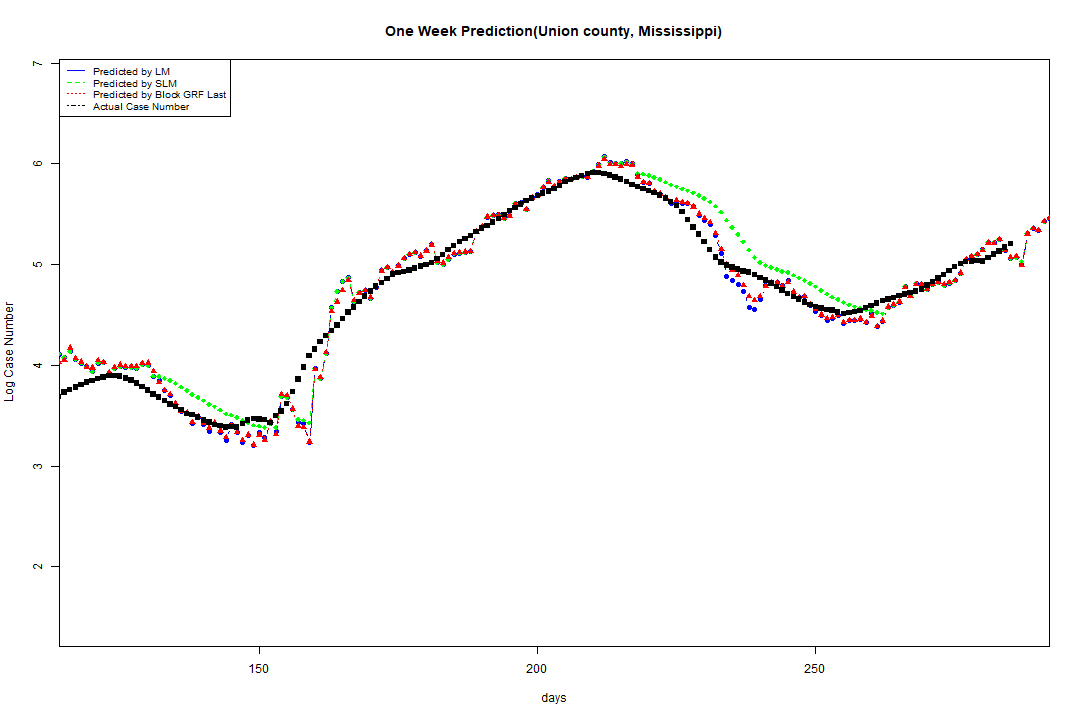 One Week Prediction(Union county, Mississippi)
7
Predicted by LM
Predicted by SLM
Predicted by Block GRF Last
Actual Case Number
6
5
4
3
2
Log Case Number
150
200
250
days